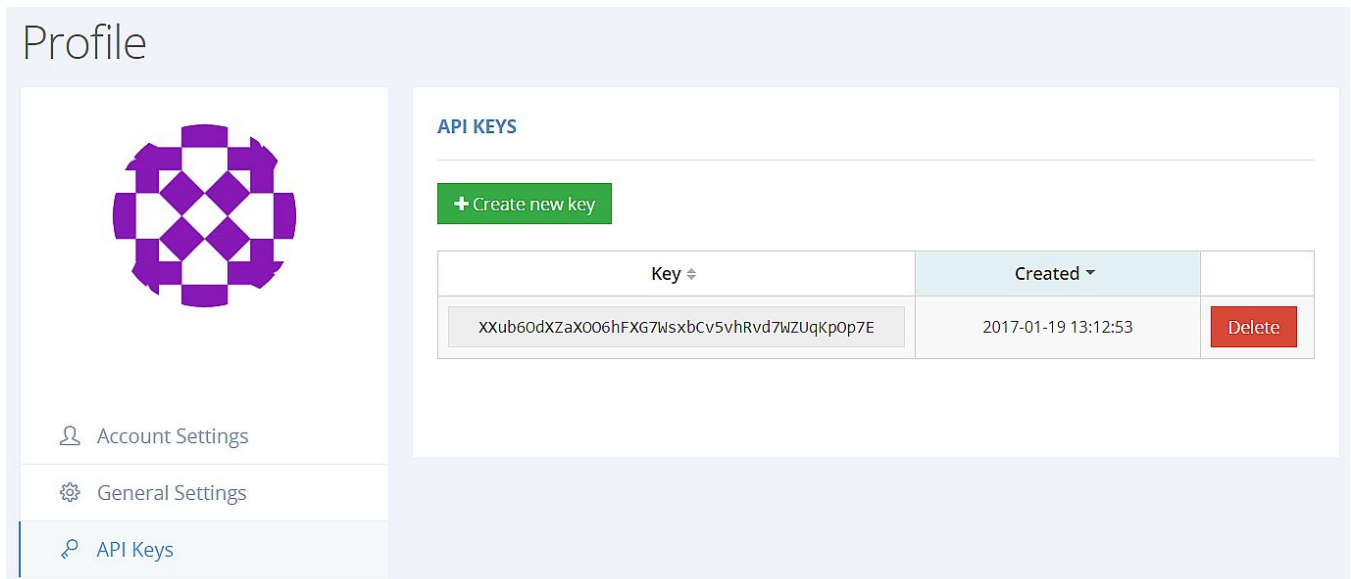 Profile
API KEYS
Create new key
Key
Created
XXub6OdXZaXOO6hFXG7WsxbCv5vhRvd7WZUqKpOp7E
2017-01-19 13:12:53
Delete
Account Settings
General Settings
API Keys